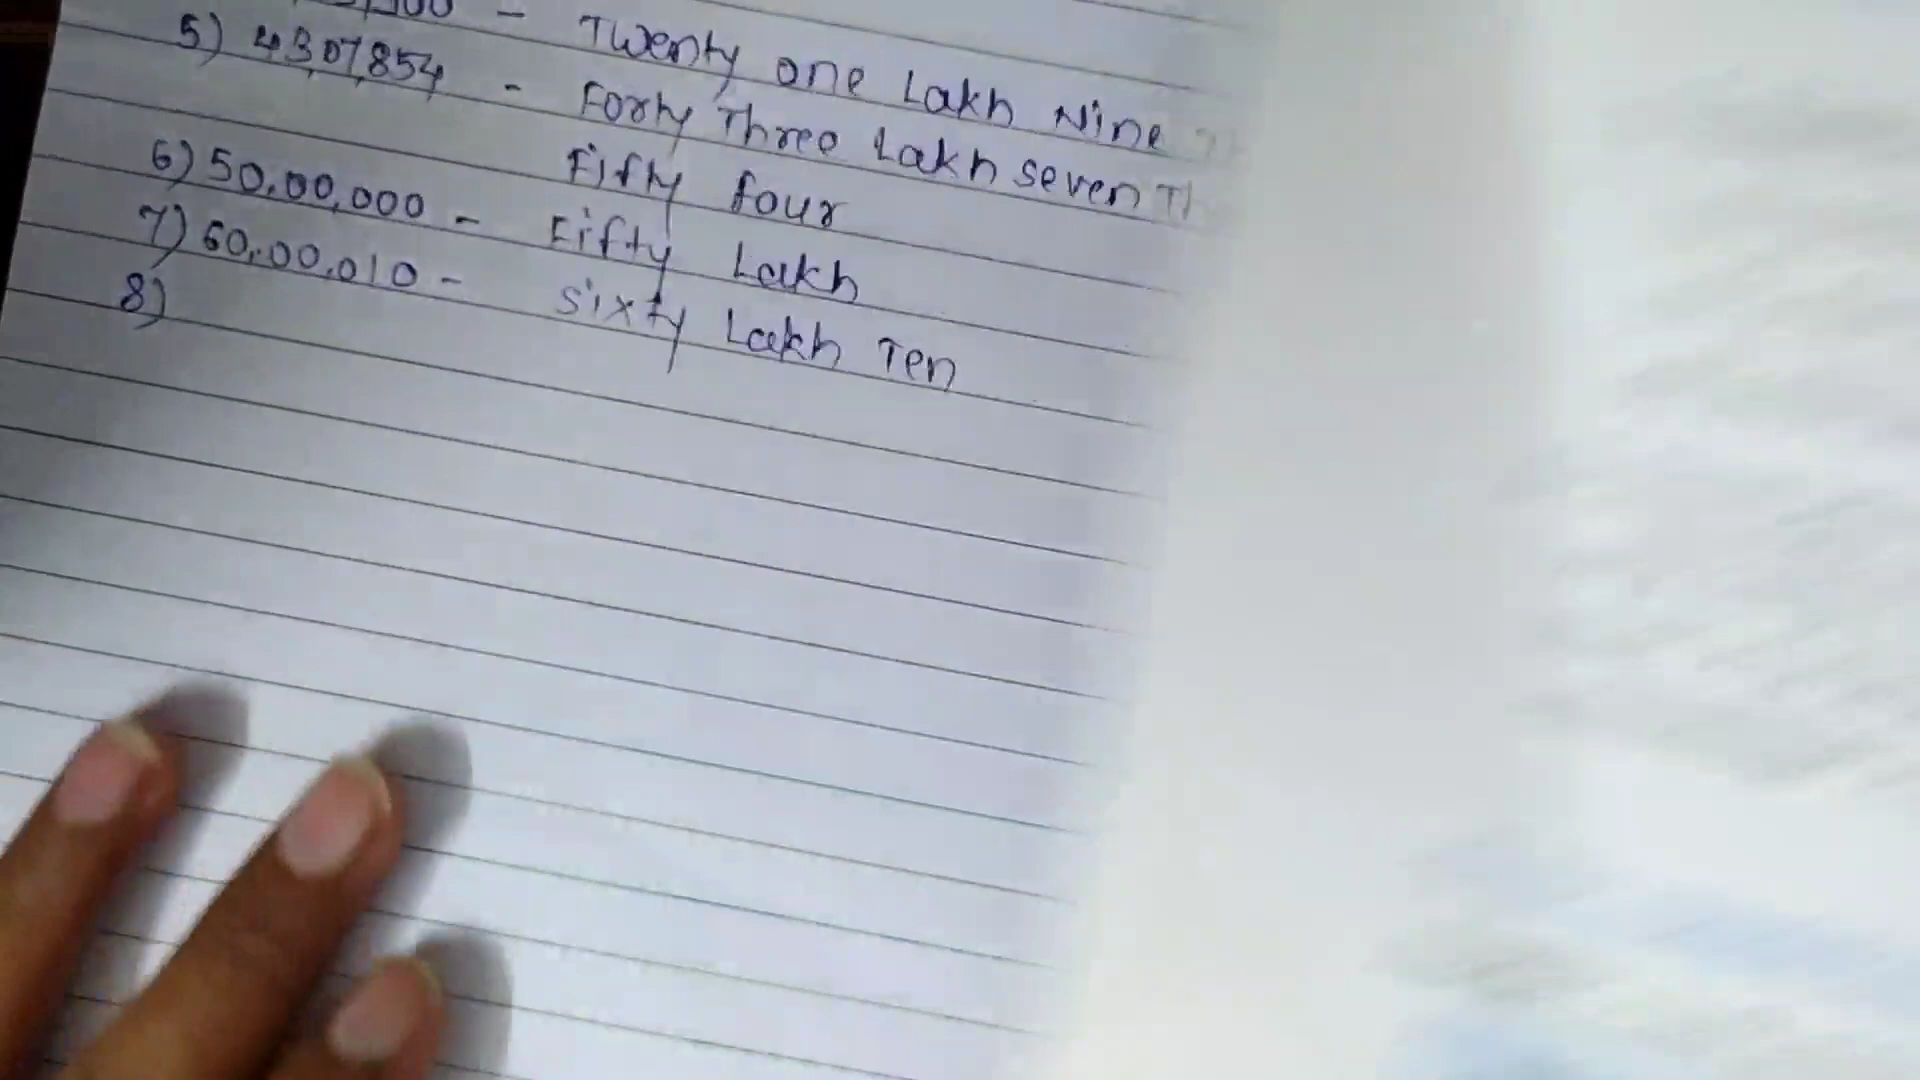 - Twenty one Lakh Nine
5) 43,07,854 - Forty Three Lakh seven
Fifty four
6) 50,00,000 - Fifty Lakh
7) 60,00,010 - Sixty Lakh Ten
8)